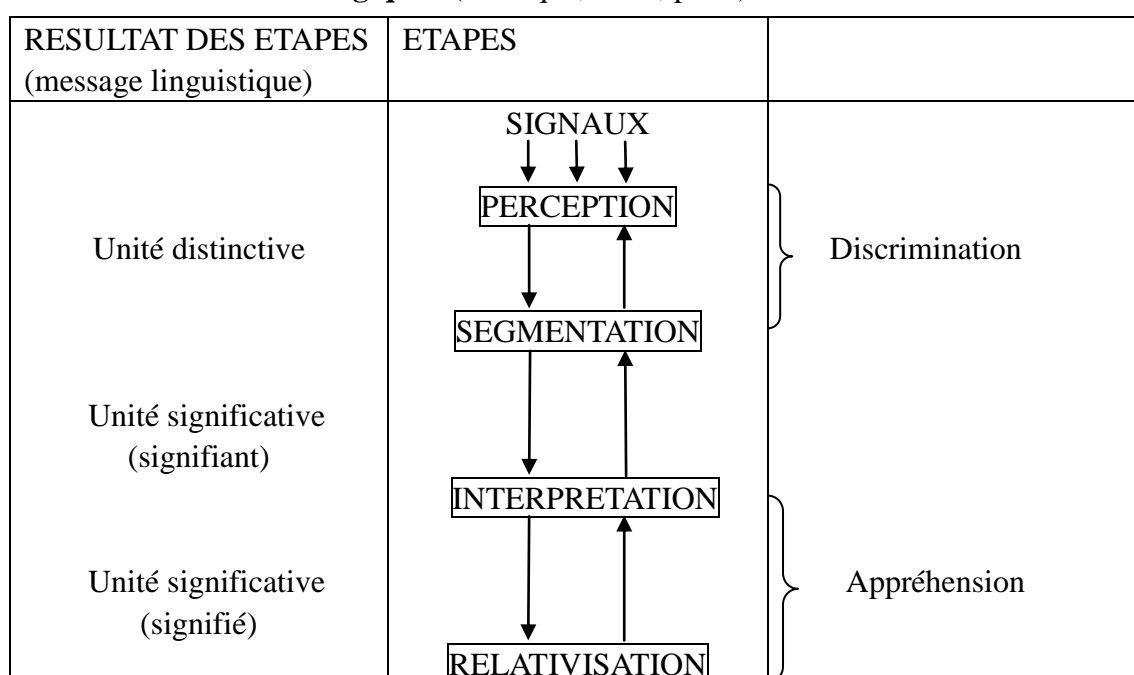 RESULTAT DES ETAPES
(message linguistique)
ETAPES
SIGNAUX
PERCEPTION
Unité distinctive
Discrimination
SEGMENTATION
Unité significative
(signifiant)
INTERPRETATION
Unité significative
(signifié)
Appréhension
RELATIVISATION